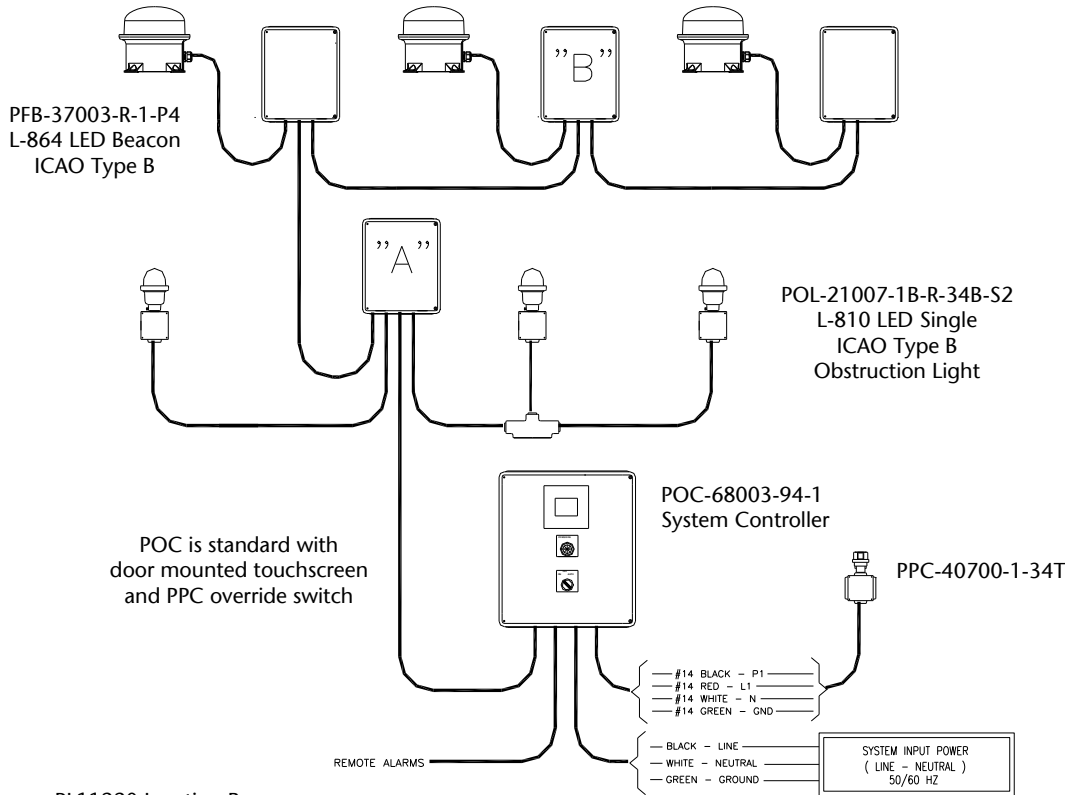 "B"
PFB-37003-R-1-P4
L-864 LED Beacon
ICAO Type B
"A"
POL-21007-1B-R-34B-S2
L-810 LED Single
ICAO Type B
Obstruction Light
POC-68003-94-1
System Controller
POC is standard with
door mounted touchscreen
and PPC override switch
PPC-40700-1-34T
#14 BLACK - P1
#14 RED - L1
#14 WHITE - N
#14 GREEN - GND
REMOTE ALARMS
BLACK - LINE
WHITE - NEUTRAL
GREEN - GROUND
SYSTEM INPUT POWER
( LINE - NEUTRAL )
50/60 HZ